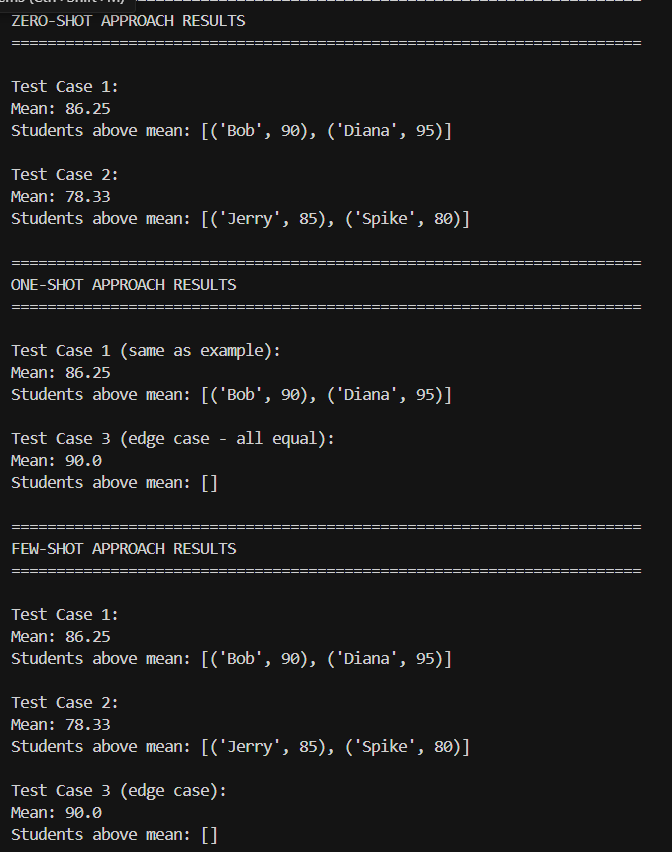 ZERO-SHOT APPROACH RESULTS
======================================================================
Test Case 1:
Mean: 86.25
Students above mean: [('Bob', 90), ('Diana', 95)]
Test Case 2:
Mean: 78.33
Students above mean: [('Jerry', 85), ('Spike', 80)]
======================================================================
ONE-SHOT APPROACH RESULTS
======================================================================
Test Case 1 (same as example):
Mean: 86.25
Students above mean: [('Bob', 90), ('Diana', 95)]
Test Case 3 (edge case - all equal):
Mean: 90.0
Students above mean: []
======================================================================
FEW-SHOT APPROACH RESULTS
======================================================================
Test Case 1:
Mean: 86.25
Students above mean: [('Bob', 90), ('Diana', 95)]
Test Case 2:
Mean: 78.33
Students above mean: [('Jerry', 85), ('Spike', 80)]
Test Case 3 (edge case):
Mean: 90.0
Students above mean: []